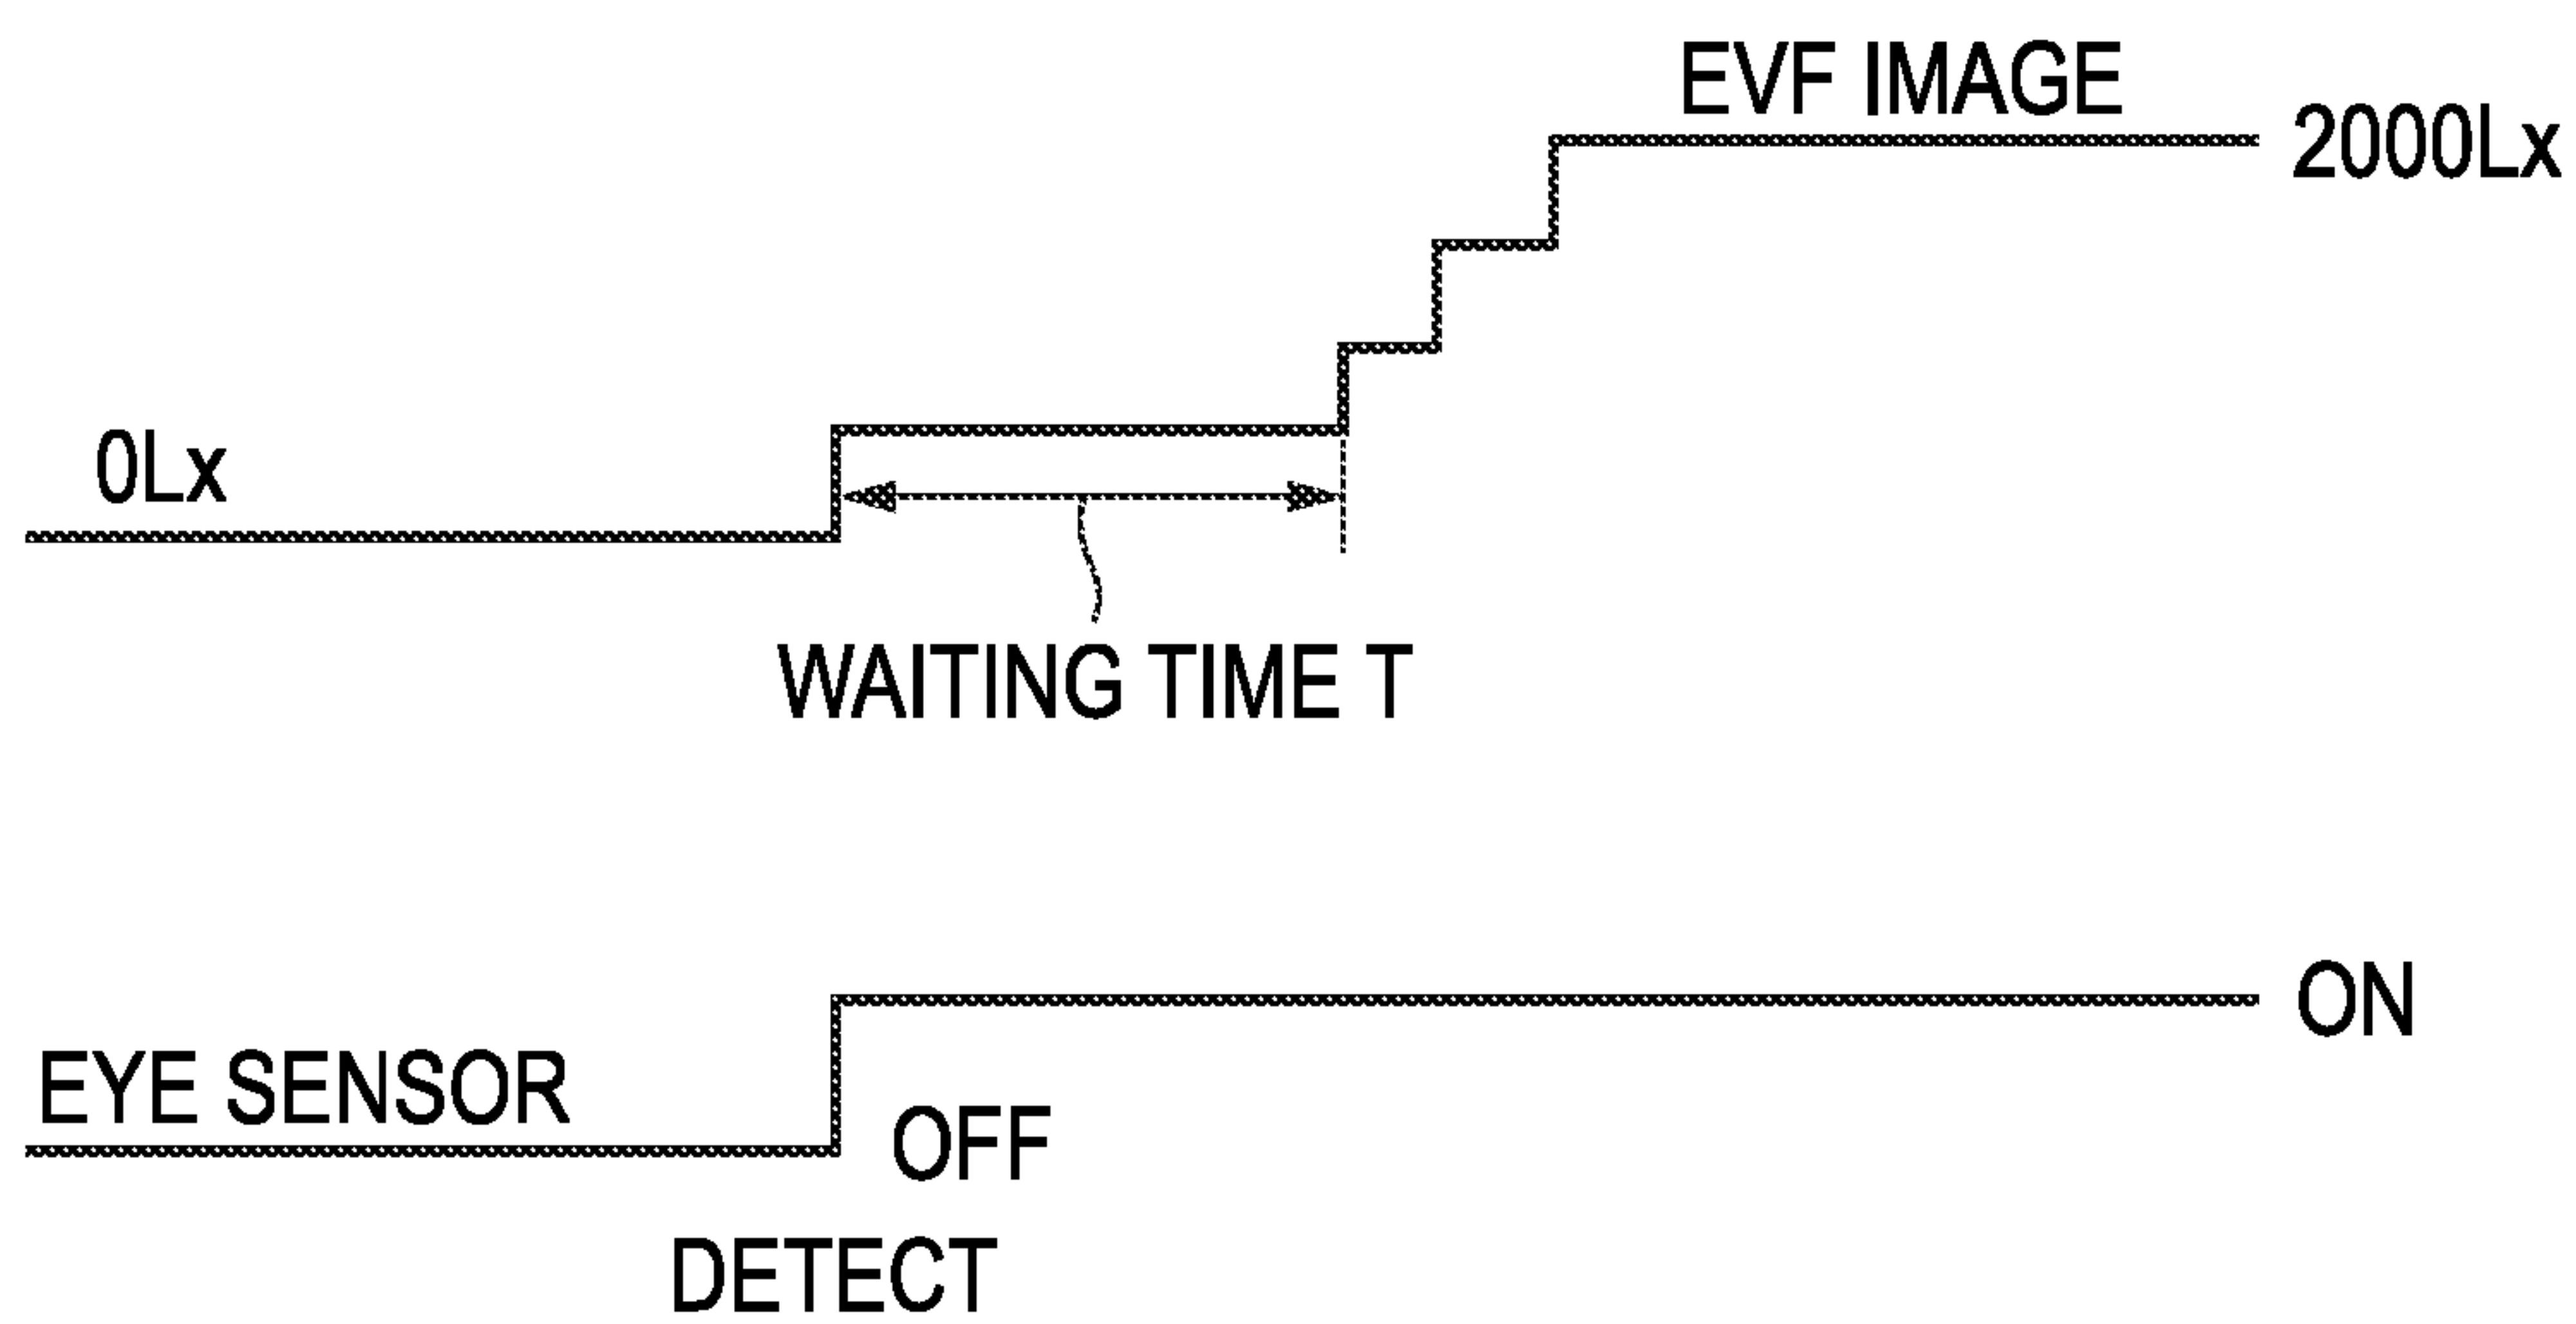 EVF IMAGE
2000Lx
0Lx
WAITING TIME T
ON
EYE SENSOR
OFF
DETECT